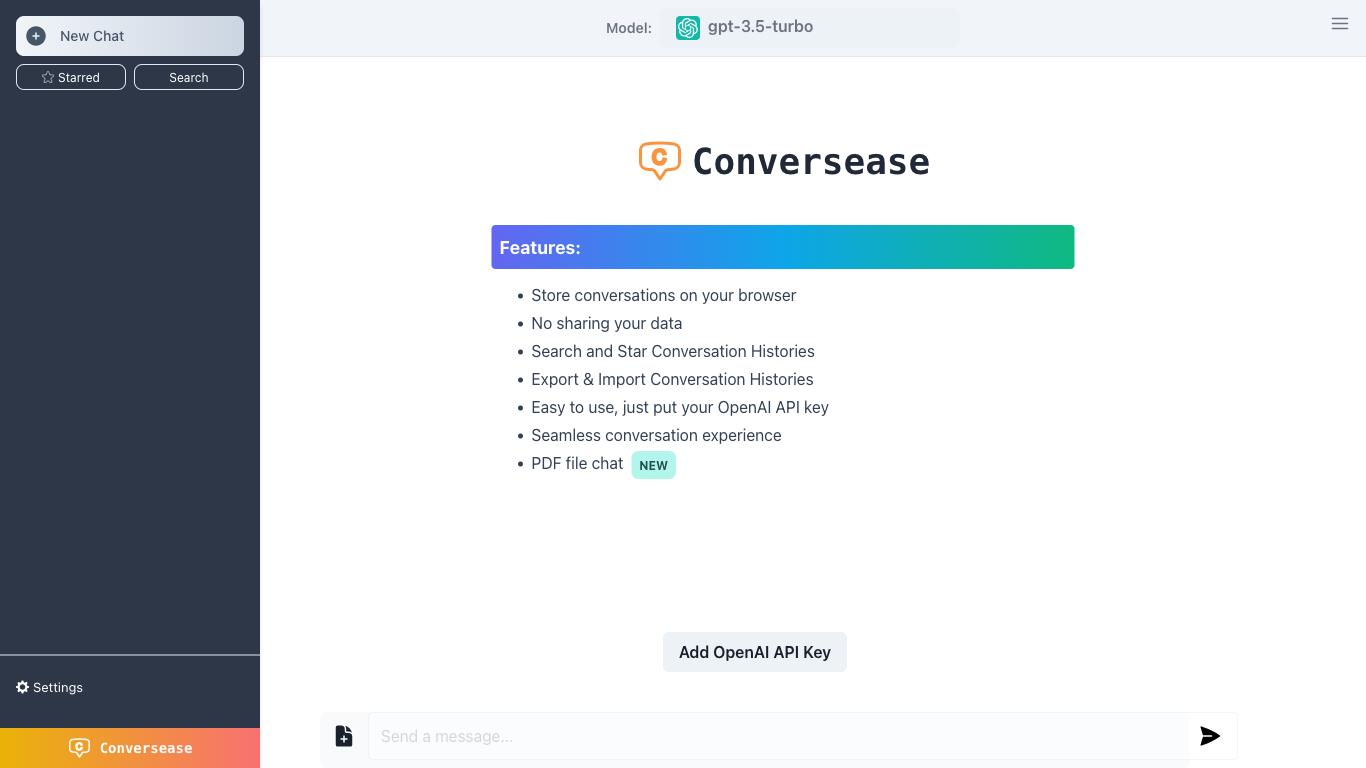 New Chat
Starred
Search
Model: gpt-3.5-turbo
Conversease
Features:
Store conversations on your browser
No sharing your data
Search and Star Conversation Histories
Export & Import Conversation Histories
Easy to use, just put your OpenAI API key
Seamless conversation experience
PDF file chat NEW
Add OpenAI API Key
Settings
Send a message...
C Conversease